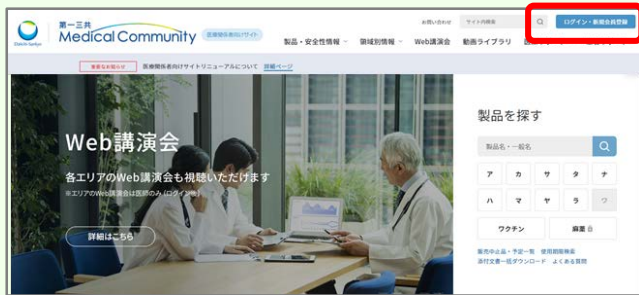 Daiichi-Sankyo
第一三共
Medical Community
医療関係者向けサイト
お問い合わせ
サイト内検索
ログイン・新規会員登録
製品・安全性情報
領域別情報
Web講演会
動画ライブラリ
重要なお知らせ
医療関係者向けサイトリニューアルについて 詳細ページ
Web講演会
各エリアのWeb講演会も視聴いただけます
※エリアのWeb講演会は医師のみ（ログイン後）
詳細はこちら
製品を探す
製品名・一般名
ア カ サ タ ナ
ハ マ ヤ ラ ワ
ワクチン 麻薬
販売中止品・予定一覧 使用期限検索
添付文書一括ダウンロード よくある質問